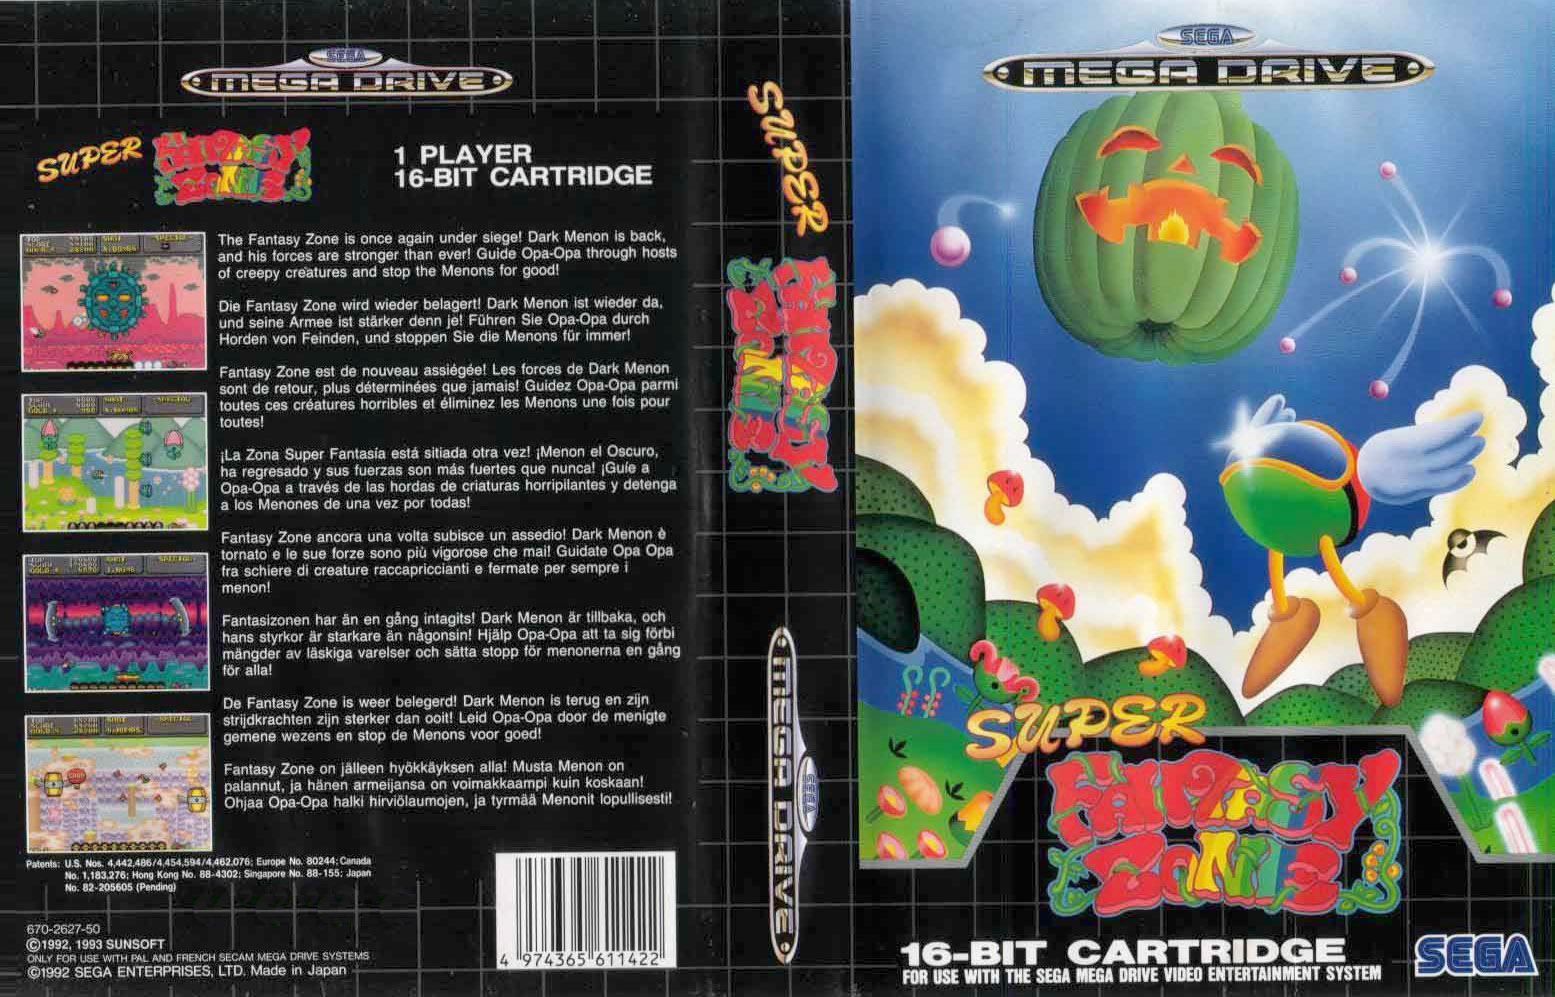 SEGA
MEGA DRIVE
SUPER
FANTASY
ZONE
1 PLAYER
16-BIT CARTRIDGE
The Fantasy Zone is once again under siege! Dark Menon is back,
and his forces are stronger than ever! Guide Opa-Opa through hosts
of creepy creatures and stop the Menons for good!
Die Fantasy Zone wird wieder belagert! Dark Menon ist wieder da,
und seine Armee ist stärker denn je! Führen Sie Opa-Opa durch
Horden von Feinden, und stoppen Sie die Menons für immer!
Fantasy Zone est de nouveau assiégée! Les forces de Dark Menon
sont de retour, plus déterminées que jamais! Guidez Opa-Opa parmi
toutes ces créatures horribles et éliminez les Menons une fois pour
toutes!
¡La Zona Super Fantasía está sitiada otra vez! ¡Menon el Oscuro,
ha regresado y sus fuerzas son más fuertes que nunca! ¡Guíe a
Opa-Opa a través de las hordas de criaturas horripilantes y detenga
a los Menones de una vez por todas!
Fantasy Zone ancora una volta subisce un assedio! Dark Menon è
tornato e le sue forze sono più vigorose che mai! Guidate Opa Opa
fra schiere di creature raccapriccianti e fermate per sempre i
menon!
Fantasizonen har än en gång intagits! Dark Menon är tillbaka, och
hans styrkor är starkare än någonsin! Hjälp Opa-Opa att ta sig förbi
mängder av läskiga varelser och sätta stopp för menonerna en gång
för alla!
De Fantasy Zone is weer belegerd! Dark Menon is terug en zijn
strijdkrachten zijn sterker dan ooit! Leid Opa-Opa door de menigte
gemene wezens en stop de Menons voor goed!
Fantasy Zone on jälleen hyökkäyksen alla! Musta Menon on
palannut, ja hänen armeijansa on voimakkaampi kuin koskaan!
Ohjaa Opa-Opa halki hirviölaumojen, ja tyrmää Menonit lopullisesti!
Patents: U.S. Nos. 4,442,486/4,454,594/4,462,076; Europe No. 80244; Canada
No. 1,183,276; Hong Kong No. 88-4302; Singapore No. 88-155; Japan
No. 82-205605 (Pending)
670-2627-50
©1992, 1993 SUNSOFT
ONLY FOR USE WITH PAL AND FRENCH SECAM MEGA DRIVE SYSTEMS
©1992 SEGA ENTERPRISES, LTD. Made in Japan
4 974365 611422
SUPER
FANTASY
ZONE
SEGA
MEGA DRIVE
SEGA
MEGA DRIVE
SUPER
FANTASY
ZONE
16-BIT CARTRIDGE
FOR USE WITH THE SEGA MEGA DRIVE VIDEO ENTERTAINMENT SYSTEM
SEGA